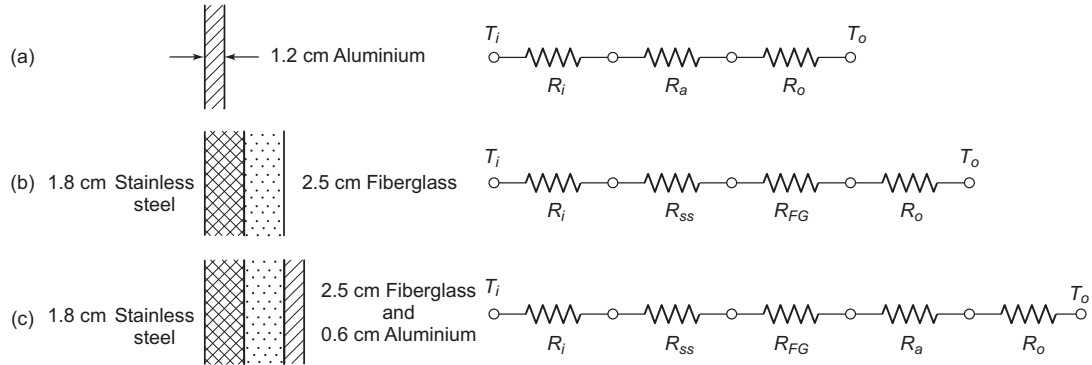 (a)
1.2 cm Aluminium
T_i
T_o
R_i
R_a
R_o
(b)
1.8 cm Stainless
steel
2.5 cm Fiberglass
T_i
T_o
R_i
R_ss
R_FG
R_o
(c)
1.8 cm Stainless
steel
2.5 cm Fiberglass
and
0.6 cm Aluminium
T_i
T_o
R_i
R_ss
R_FG
R_a
R_o